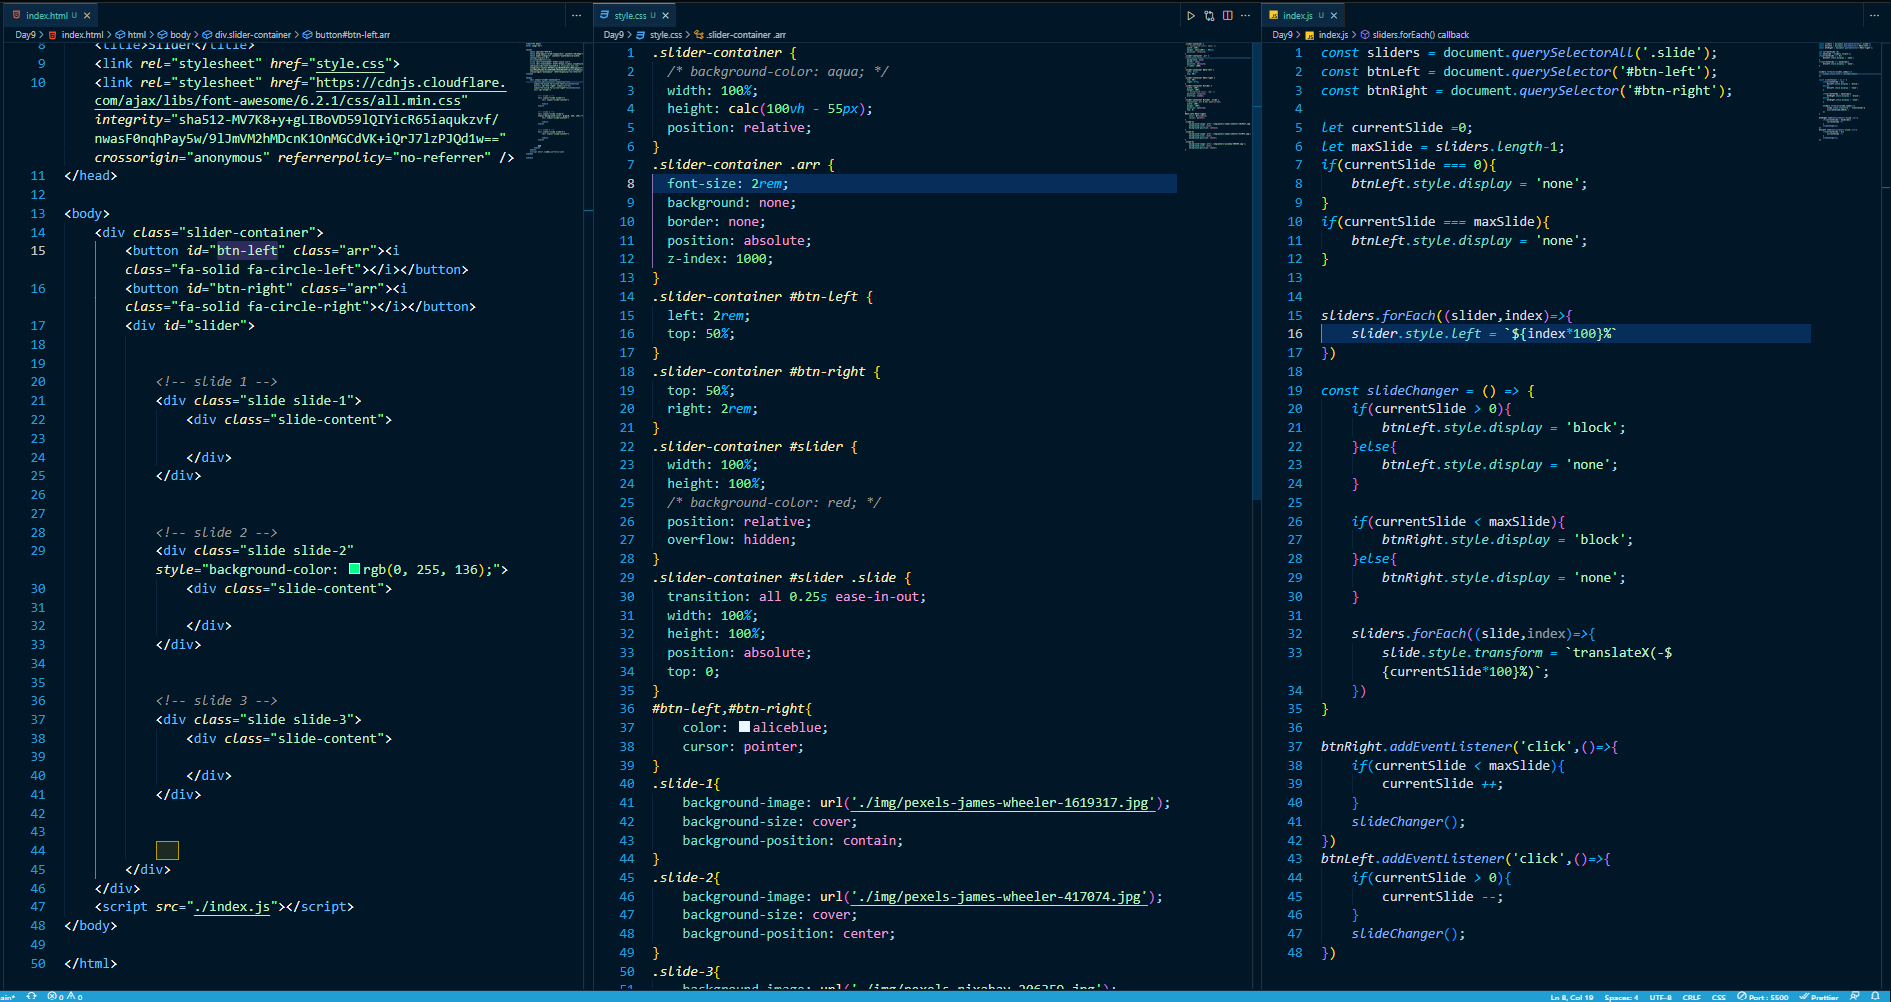 index.html U
Day9 > index.html > html > body > div.slider-container > button#btn-left.arr
8 <title>Slider</title>
9 <link rel="stylesheet" href="style.css">
10 <link rel="stylesheet" href="https://cdnjs.cloudflare.
com/ajax/libs/font-awesome/6.2.1/css/all.min.css"
integrity="sha512-MV7K8+y+gLIBoVD59lQIYicR65iaqukzvf/
nwasF0nqhPay5w/9lJmVM2hMDcnK1OnMGCdVK+iQrJ7lzPJQd1w=="
crossorigin="anonymous" referrerpolicy="no-referrer" />
11 </head>
12
13 <body>
14 <div class="slider-container">
15 <button id="btn-left" class="arr"><i
class="fa-solid fa-circle-left"></i></button>
16 <button id="btn-right" class="arr"><i
class="fa-solid fa-circle-right"></i></button>
17 <div id="slider">
18
19
20 <!-- slide 1 -->
21 <div class="slide slide-1">
22 <div class="slide-content">
23
24 </div>
25 </div>
26
27
28 <!-- slide 2 -->
29 <div class="slide slide-2"
style="background-color: rgb(0, 255, 136);">
30 <div class="slide-content">
31
32 </div>
33 </div>
34
35
36 <!-- slide 3 -->
37 <div class="slide slide-3">
38 <div class="slide-content">
39
40 </div>
41 </div>
42
43
44
45 </div>
46 </div>
47 <script src="./index.js"></script>
48 </body>
49
50 </html>
style.css U
Day9 > style.css > .slider-container .arr
1 .slider-container {
2 /* background-color: aqua; */
3 width: 100%;
4 height: calc(100vh - 55px);
5 position: relative;
6 }
7 .slider-container .arr {
8 font-size: 2rem;
9 background: none;
10 border: none;
11 position: absolute;
12 z-index: 1000;
13 }
14 .slider-container #btn-left {
15 left: 2rem;
16 top: 50%;
17 }
18 .slider-container #btn-right {
19 top: 50%;
20 right: 2rem;
21 }
22 .slider-container #slider {
23 width: 100%;
24 height: 100%;
25 /* background-color: red; */
26 position: relative;
27 overflow: hidden;
28 }
29 .slider-container #slider .slide {
30 transition: all 0.25s ease-in-out;
31 width: 100%;
32 height: 100%;
33 position: absolute;
34 top: 0;
35 }
36 #btn-left,#btn-right{
37 color: aliceblue;
38 cursor: pointer;
39 }
40 .slide-1{
41 background-image: url('./img/pexels-james-wheeler-1619317.jpg');
42 background-size: cover;
43 background-position: contain;
44 }
45 .slide-2{
46 background-image: url('./img/pexels-james-wheeler-417074.jpg');
47 background-size: cover;
48 background-position: center;
49 }
50 .slide-3{
51 background-image: url('./img/pexels-pixabay-206359.jpg');
index.js U
Day9 > index.js > sliders.forEach() callback
1 const sliders = document.querySelectorAll('.slide');
2 const btnLeft = document.querySelector('#btn-left');
3 const btnRight = document.querySelector('#btn-right');
4
5 let currentSlide =0;
6 let maxSlide = sliders.length-1;
7 if(currentSlide === 0){
8 btnLeft.style.display = 'none';
9 }
10 if(currentSlide === maxSlide){
11 btnLeft.style.display = 'none';
12 }
13
14
15 sliders.forEach((slider,index)=>{
16 slider.style.left = `${index*100}%`
17 })
18
19 const slideChanger = () => {
20 if(currentSlide > 0){
21 btnLeft.style.display = 'block';
22 }else{
23 btnLeft.style.display = 'none';
24 }
25
26 if(currentSlide < maxSlide){
27 btnRight.style.display = 'block';
28 }else{
29 btnRight.style.display = 'none';
30 }
31
32 sliders.forEach((slide,index)=>{
33 slide.style.transform = `translateX(-$
{currentSlide*100}%)`;
34 })
35 }
36
37 btnRight.addEventListener('click',()=>{
38 if(currentSlide < maxSlide){
39 currentSlide ++;
40 }
41 slideChanger();
42 })
43 btnLeft.addEventListener('click',()=>{
44 if(currentSlide > 0){
45 currentSlide --;
46 }
47 slideChanger();
48 })
ain* 0 0 Ln 8, Col 19 Spaces: 4 UTF-8 CRLF CSS Port : 5500 Prettier